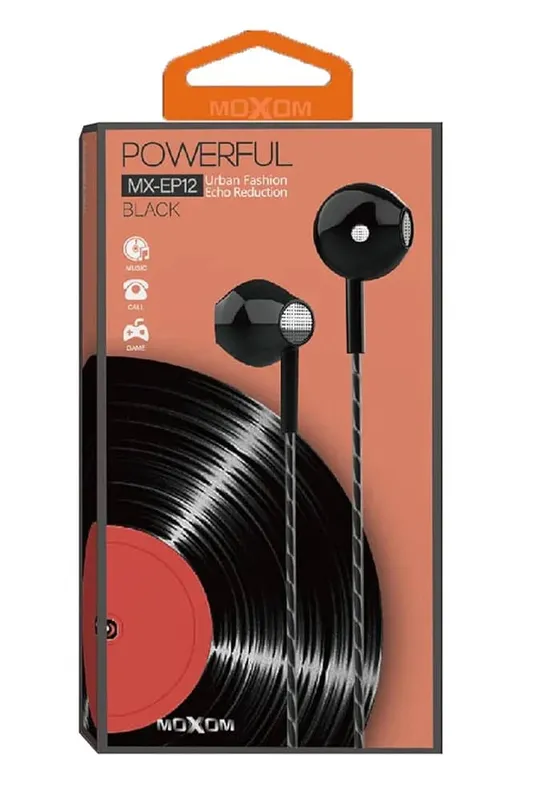 MOXOM
POWERFUL
MX-EP12
Urban Fashion
Echo Reduction
BLACK
MUSIC
CALL
GAME
MOXOM